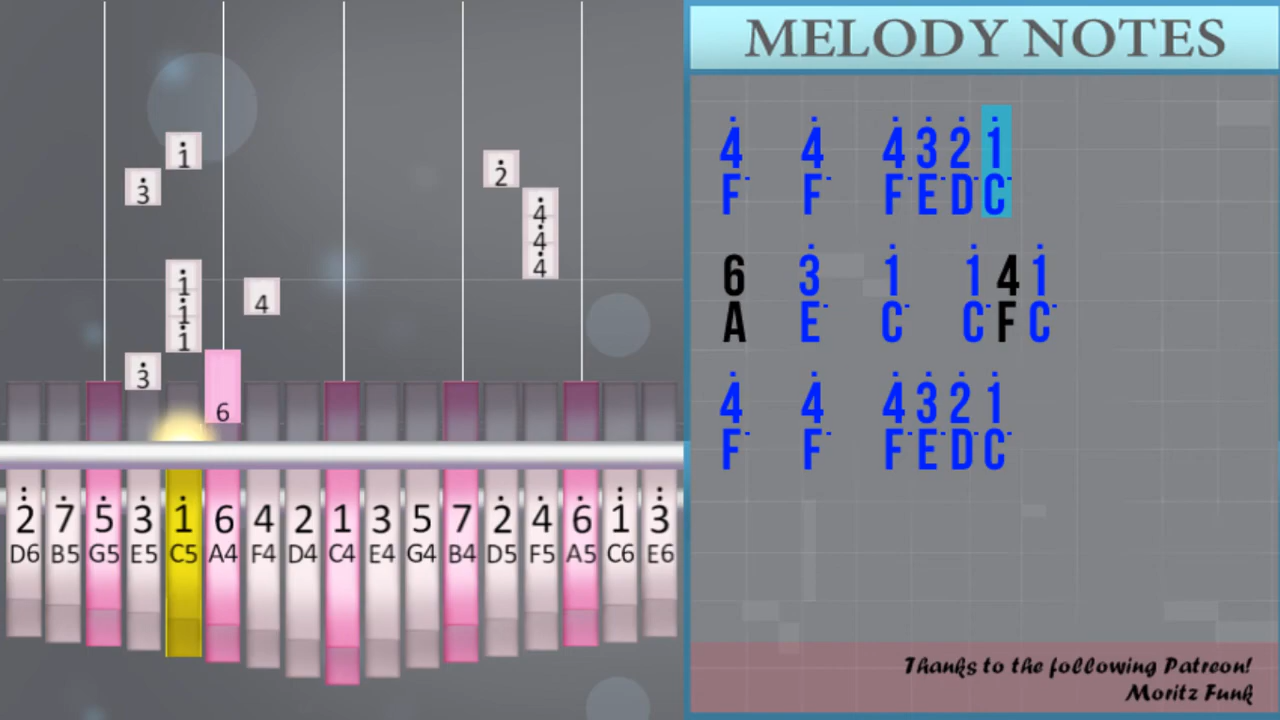 MELODY NOTES
4̇ 4̇ 4̇ 3̇ 2̇ 1̇
Ḟ Ḟ Ḟ Ė Ḋ Ċ
6 3̇ 1̇ 1̇ 4 1̇
A E˙ C˙ C˙ F C˙
4̇ 4̇ 4̇ 3̇ 2̇ 1̇
F˙ F˙ F˙ E˙ D˙ C˙
1̇
2̇
3̇
4̇
4̇
4̇
1̇
1̇
1̇
4
3̇
6
2̈ 7̇ 5̇ 3̇ 1̇ 6 4 2 1 3 5 7 2̇ 4̇ 6̇ 1̈ 3̈
D6 B5 G5 E5 C5 A4 F4 D4 C4 E4 G4 B4 D5 F5 A5 C6 E6
Thanks to the following Patreon!
Moritz Funk